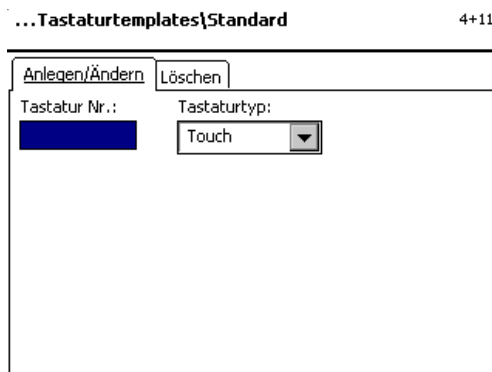 ...Tastaturtemplates\Standard 4+11
Anlegen/Ändern Löschen
Tastatur Nr.: Tastaturtyp:
Touch